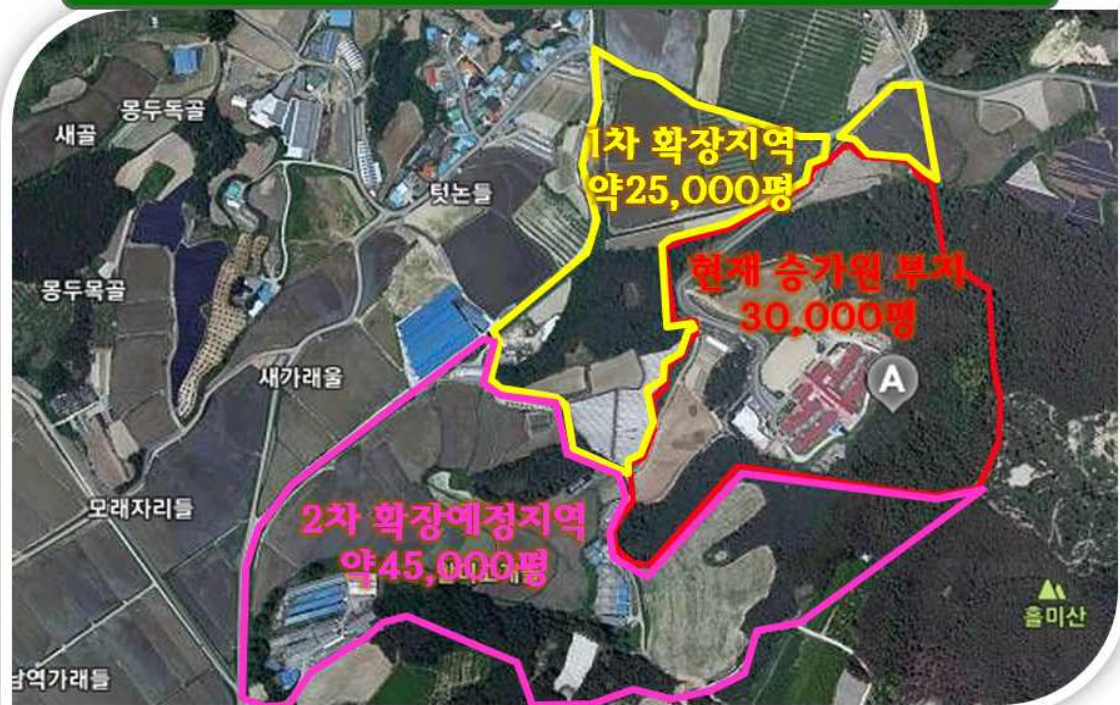 몽두독골
새골
1차 확장지역
약25,000평
텃논들
현재 승가원 부지
30,000평
몽두목골
새가래울
A
모래자리들
2차 확장예정지역
약45,000평
홀미산
남역가래들